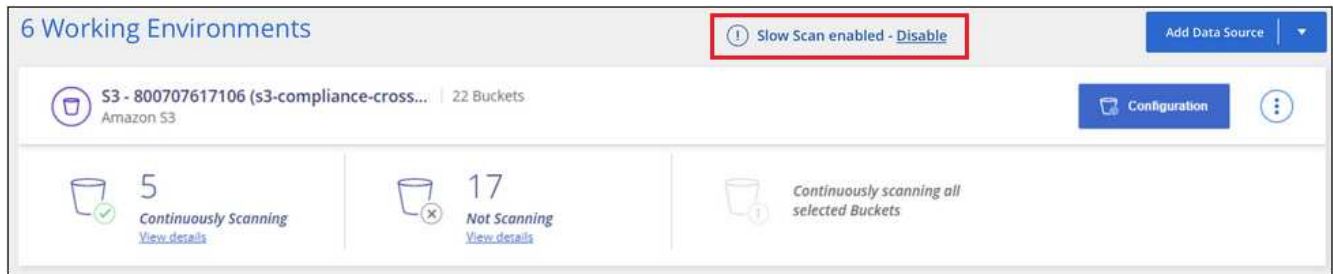 6 Working Environments
Slow Scan enabled - Disable
Add Data Source
S3 - 800707617106 (s3-compliance-cross... 22 Buckets
Amazon S3
Configuration
5
Continuously Scanning
View details
17
Not Scanning
View details
Continuously scanning all
selected Buckets